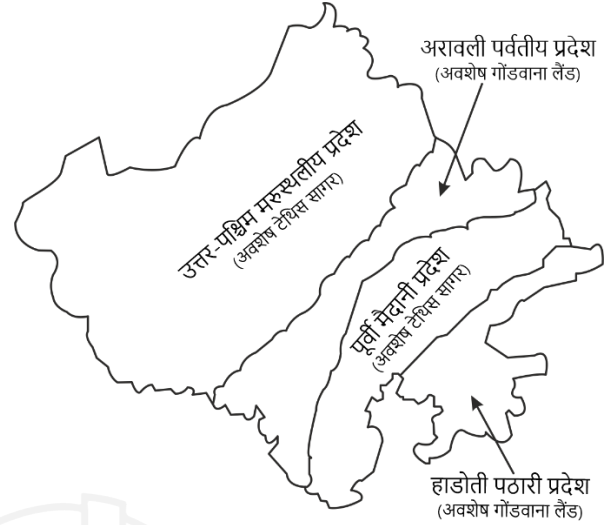 अरावली पर्वतीय प्रदेश
(अवशेष गोंडवाना लैंड)
उत्तर-पश्चिम मरुस्थलीय प्रदेश
(अवशेष टेथिस सागर)
पूर्वी मैदानी प्रदेश
(अवशेष टेथिस सागर)
हाडोती पठारी प्रदेश
(अवशेष गोंडवाना लैंड)